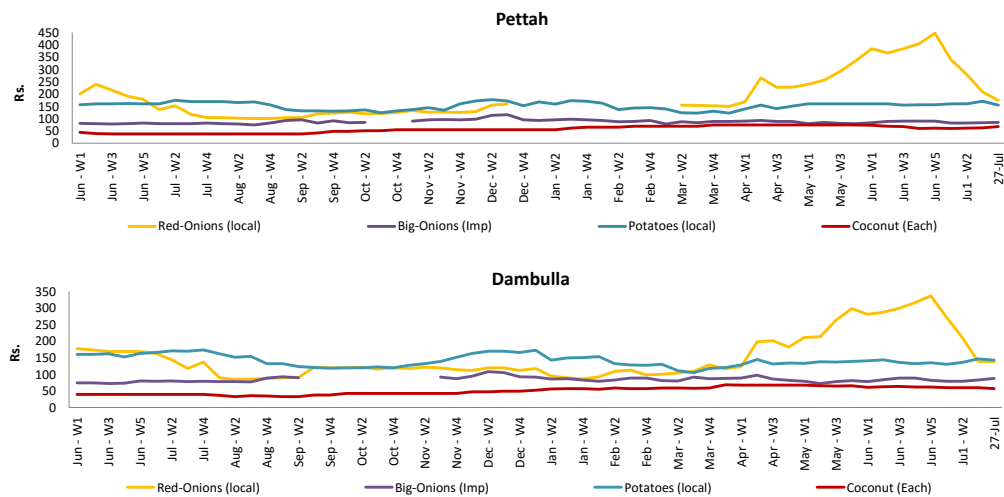 Pettah
Rs.
450
400
350
300
250
200
150
100
50
0
Jun - W1
Jun - W3
Jun - W5
Jul - W2
Jul - W4
Aug - W2
Aug - W4
Sep - W2
Sep - W4
Oct - W2
Oct - W4
Nov - W2
Nov - W4
Dec - W2
Dec - W4
Jan - W2
Jan - W4
Feb - W2
Feb - W4
Mar - W2
Mar - W4
Apr - W1
Apr - W3
May - W1
May - W3
Jun - W1
Jun - W3
Jun - W5
Ju1 - W2
27-Jul
Red-Onions (local) Big-Onions (Imp) Potatoes (local) Coconut (Each)
Dambulla
Rs.
350
300
250
200
150
100
50
0
Jun - W1
Jun - W3
Jun - W5
Jul - W2
Jul - W4
Aug - W2
Aug - W4
Sep - W2
Sep - W4
Oct - W2
Oct - W4
Nov - W2
Nov - W4
Dec - W2
Dec - W4
Jan - W2
Jan - W4
Feb - W2
Feb - W4
Mar - W2
Mar - W4
Apr - W1
Apr - W3
May - W1
May - W3
Jun - W1
Jun - W3
Jun - W5
Ju1 - W2
27-Jul
Red-Onions (local) Big-Onions (Imp) Potatoes (local) Coconut (Each)